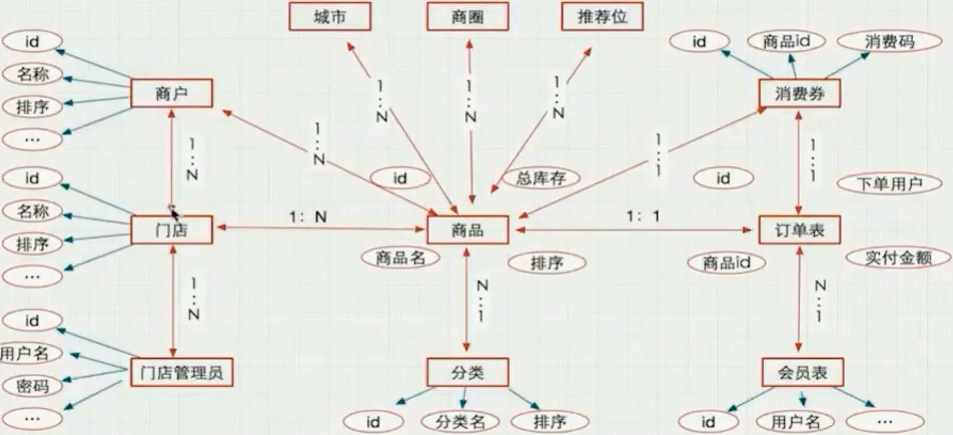 城市
商圈
推荐位
id
名称
排序
…
商户
1:N
1:N
1:N
1:N
1:N
id
商品id
消费码
消费券
1:1
1:1
id
名称
排序
…
门店
1:N
1:N
id
总库存
商品
商品名
排序
1:1
id
下单用户
订单表
商品id
实付金额
N:1
N:1
id
用户名
密码
…
门店管理员
分类
id
分类名
排序
会员表
id
用户名
…